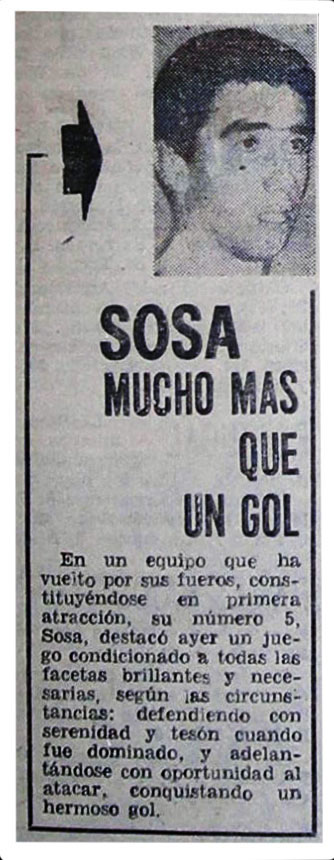 SOSA
MUCHO MAS
QUE
UN GOL
En un equipo que ha
vuelto por sus fueros, cons-
tituyéndose en primera
atracción, su número 5,
Sosa, destacó ayer un jue-
go condicionado a todas las
facetas brillantes y nece-
sarias, según las circuns-
tancias: defendiendo con
serenidad y tesón cuando
fue dominado, y adelan-
tándose con oportunidad al
atacar, conquistando un
hermoso gol.